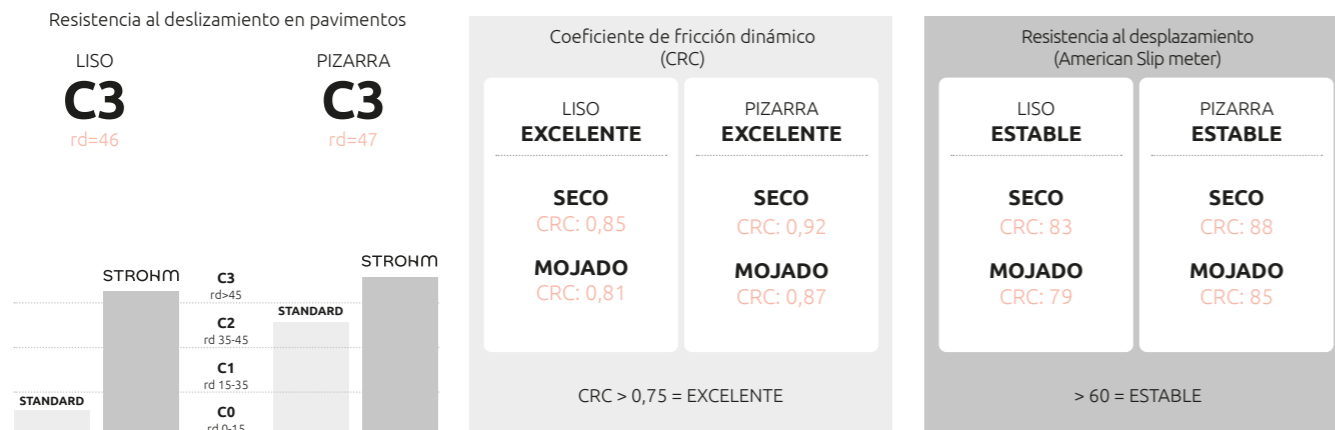 Resistencia al deslizamiento en pavimentos
LISO
C3
rd=46
PIZARRA
C3
rd=47
STROHM
STANDARD
C3
rd>45
C2
rd 35-45
C1
rd 15-35
C0
rd 0-15
STROHM
STANDARD
Coeficiente de fricción dinámico
(CRC)
LISO
EXCELENTE
SECO
CRC: 0,85
MOJADO
CRC: 0,81
PIZARRA
EXCELENTE
SECO
CRC: 0,92
MOJADO
CRC: 0,87
CRC > 0,75 = EXCELENTE
Resistencia al desplazamiento
(American Slip meter)
LISO
ESTABLE
SECO
CRC: 83
MOJADO
CRC: 79
PIZARRA
ESTABLE
SECO
CRC: 88
MOJADO
CRC: 85
> 60 = ESTABLE